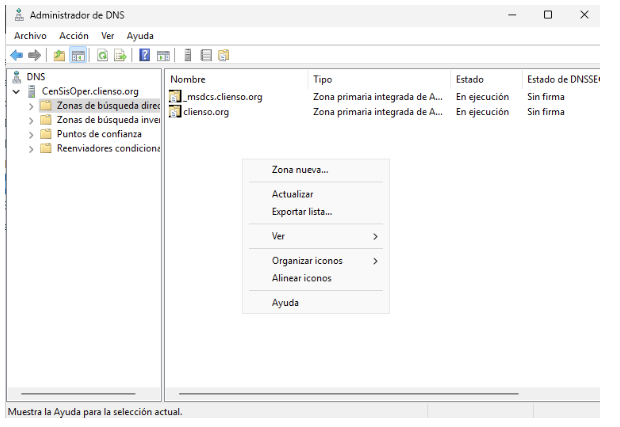 Administrador de DNS
Archivo Acción Ver Ayuda
DNS
CenSisOper.clienso.org
Zonas de búsqueda direc
Zonas de búsqueda inver
Puntos de confianza
Reenviadores condiciona
Nombre Tipo Estado Estado de DNSSE
_msdcs.clienso.org Zona primaria integrada de A... En ejecución Sin firma
clienso.org Zona primaria integrada de A... En ejecución Sin firma
Zona nueva...
Actualizar
Exportar lista...
Ver
Organizar iconos
Alinear iconos
Ayuda
Muestra la Ayuda para la selección actual.